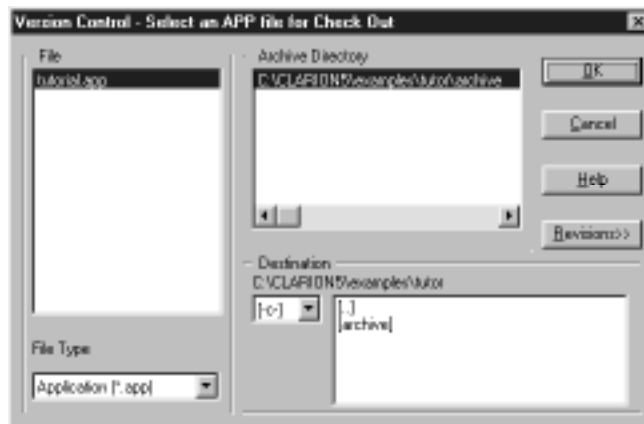 Version Control - Select an APP file for Check Out
File
tutorial.app
File Type
Application (*.app)
Archive Directory
C:\CLARION5\examples\tutor\archive
Destination
C:\CLARION5\examples\tutor
[-c-]
[..]
[archive]
OK
Cancel
Help
Revisions>>